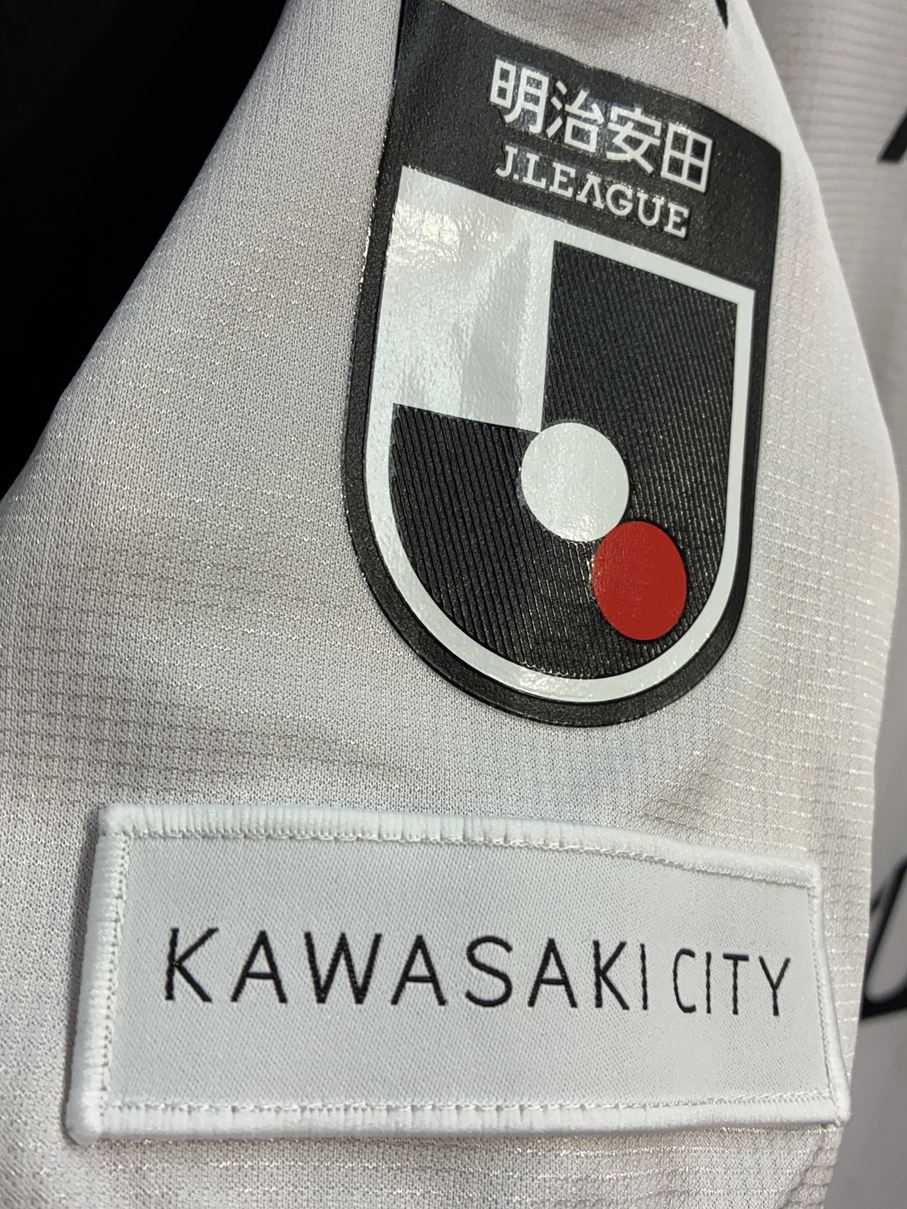 明治安田
J.LEAGUE
KAWASAKI CITY